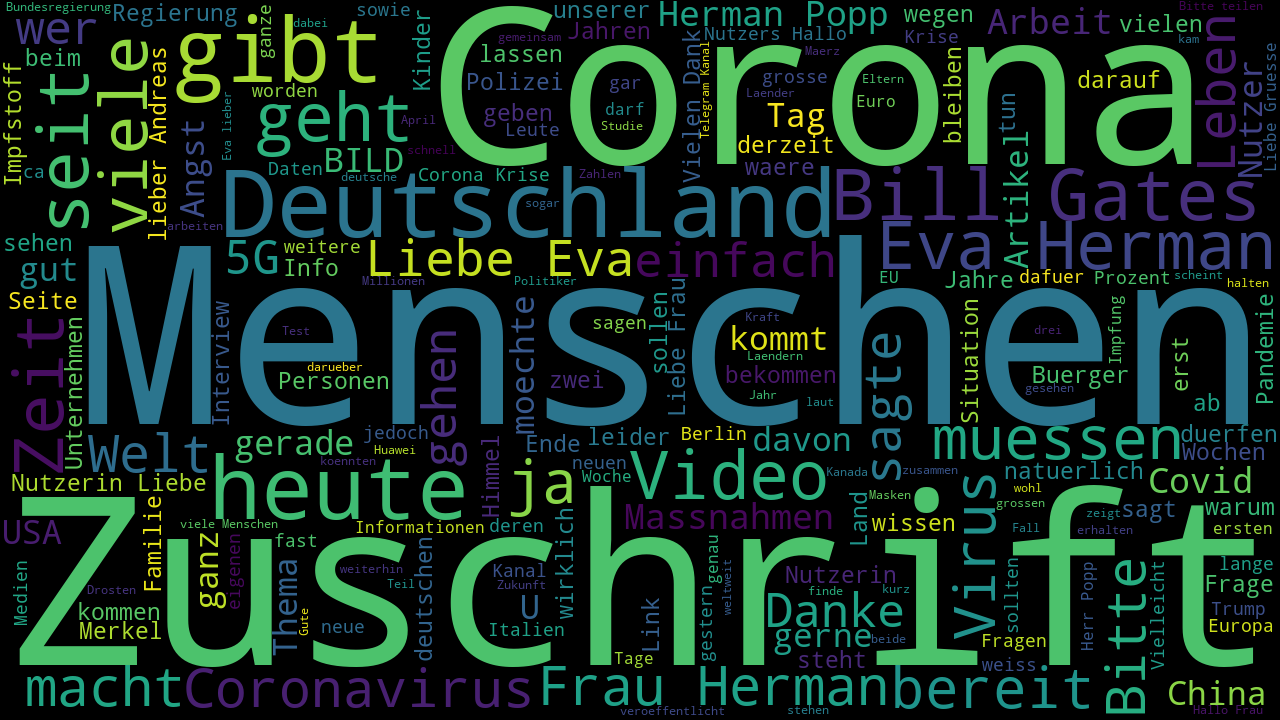 Bundesregierung
Regierung
dabei
sowie
unserer
Herman Popp
wegen
Bitte teilen
wer
gibt
ganze
Kinder
gemeinsam
Jahren
Nutzers Hallo
Krise
Arbeit
vielen
kam
beim
viele
lassen
Corona
Vielen Dank
Telegram Kanal
Maerz
Leben
Nutzer
Liebe Gruesse
Impfstoff
seit
lieber Andreas
worden
Polizei
gar
grosse
Eltern
bleiben
darauf
Eva lieber
geht
April
geben
Leute
darf
Studie
Laender
Tag
Euro
tun
Angst
BILD
schnell
derzeit
ca
Daten
deutsche
Corona Krise
Zahlen
waere
Artikel
arbeiten
Deutschland
sogar
Bill Gates
sehen
5G
weitere
Info
Liebe Eva
einfach
Eva Herman
gut
Millionen
Politiker
EU
Jahre
dafuer
Prozent
scheint
halten
Seite
Menschen
Zeit
Unternehmen
Interview
Test
darueber
Personen
gehen
moechte
sagen
zwei
sollen
Liebe Frau
Kraft
kommt
Laendern
bekommen
Jahr
laut
sagte
Situation
drei
Buerger
gesehen
Impfung
erst
ab
Pandemie
Welt
gerade
jedoch
Huawei
koennten
Himmel
Ende
leider
Berlin
davon
muessen
duerfen
Wochen
Nutzerin Liebe
heute
ja
neuen
Woche
Video
Kanada
zusammen
natuerlich
Covid
USA
Familie
viele Menschen
Informationen
deren
wirklich
Massnahmen
Land
Masken
wissen
Virus
wohl
grossen
Fall
zeigt
sagt
erhalten
warum
ersten
Zuschrift
Medien
Drosten
kommen
Merkel
ganz
eigenen
fast
Thema
Gute
weiterhin
Teil
neue
deutschen
Kanal
Zukunft
U
Italien
Link
gestern
genau
weltweit
Nutzerin
finde
kurz
Danke
gerne
beide
steht
Fragen
weiss
sollten
Herr Popp
Bitte
Vielleicht
lange
Frage
Trump
Europa
Tage
macht
Coronavirus
Frau Herman
veroeffentlicht
stehen
bereit
China
Hallo Frau